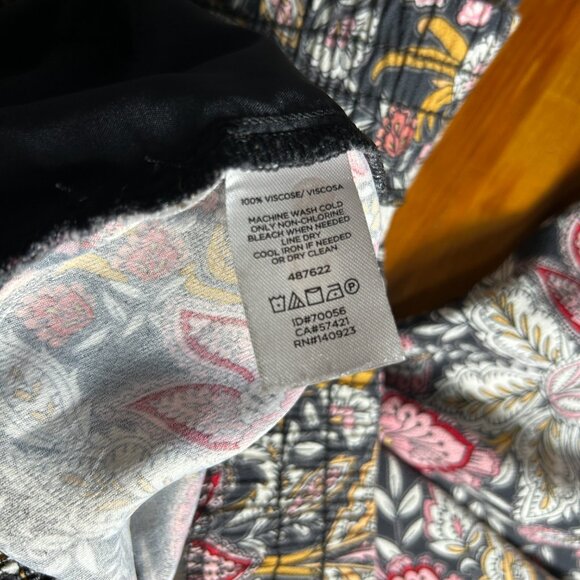 100% VISCOSE/ VISCOSA
MACHINE WASH COLD
ONLY NON-CHLORINE
BLEACH WHEN NEEDED
LINE DRY
COOL IRON IF NEEDED
OR DRY CLEAN
487622
P
ID#70056
CA#57421
RN#140923